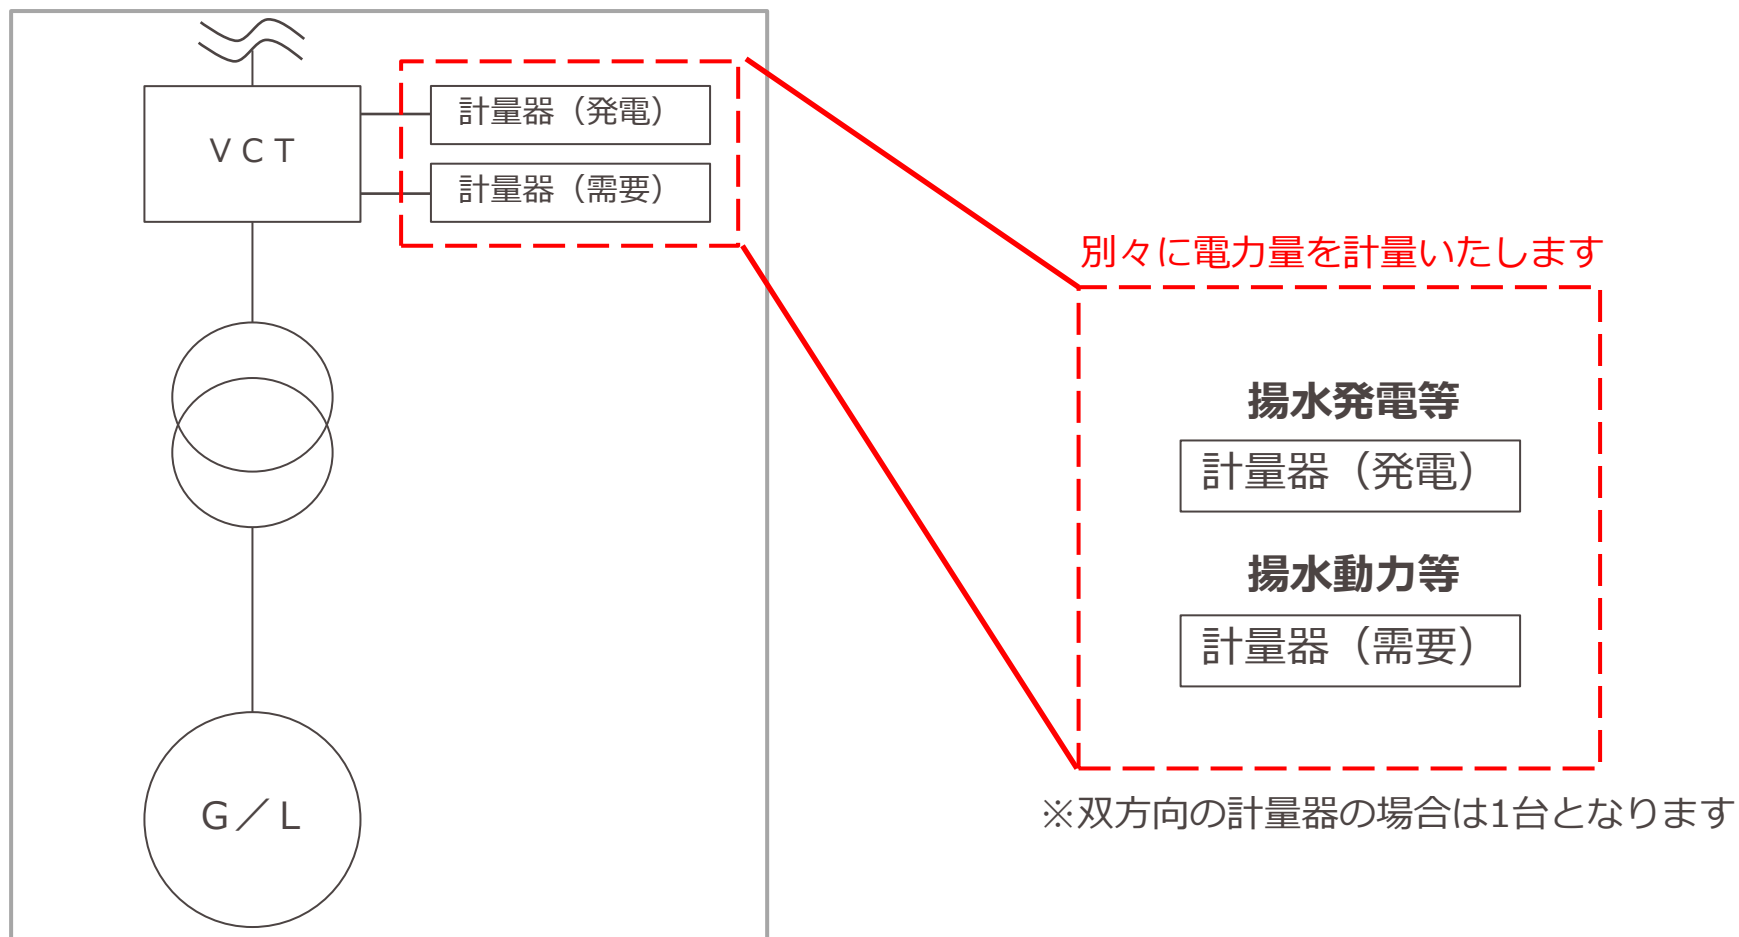 計量器（発電）
ＶＣＴ
計量器（需要）
別々に電力量を計量いたします
揚水発電等
計量器（発電）
揚水動力等
計量器（需要）
Ｇ／Ｌ
※双方向の計量器の場合は1台となります